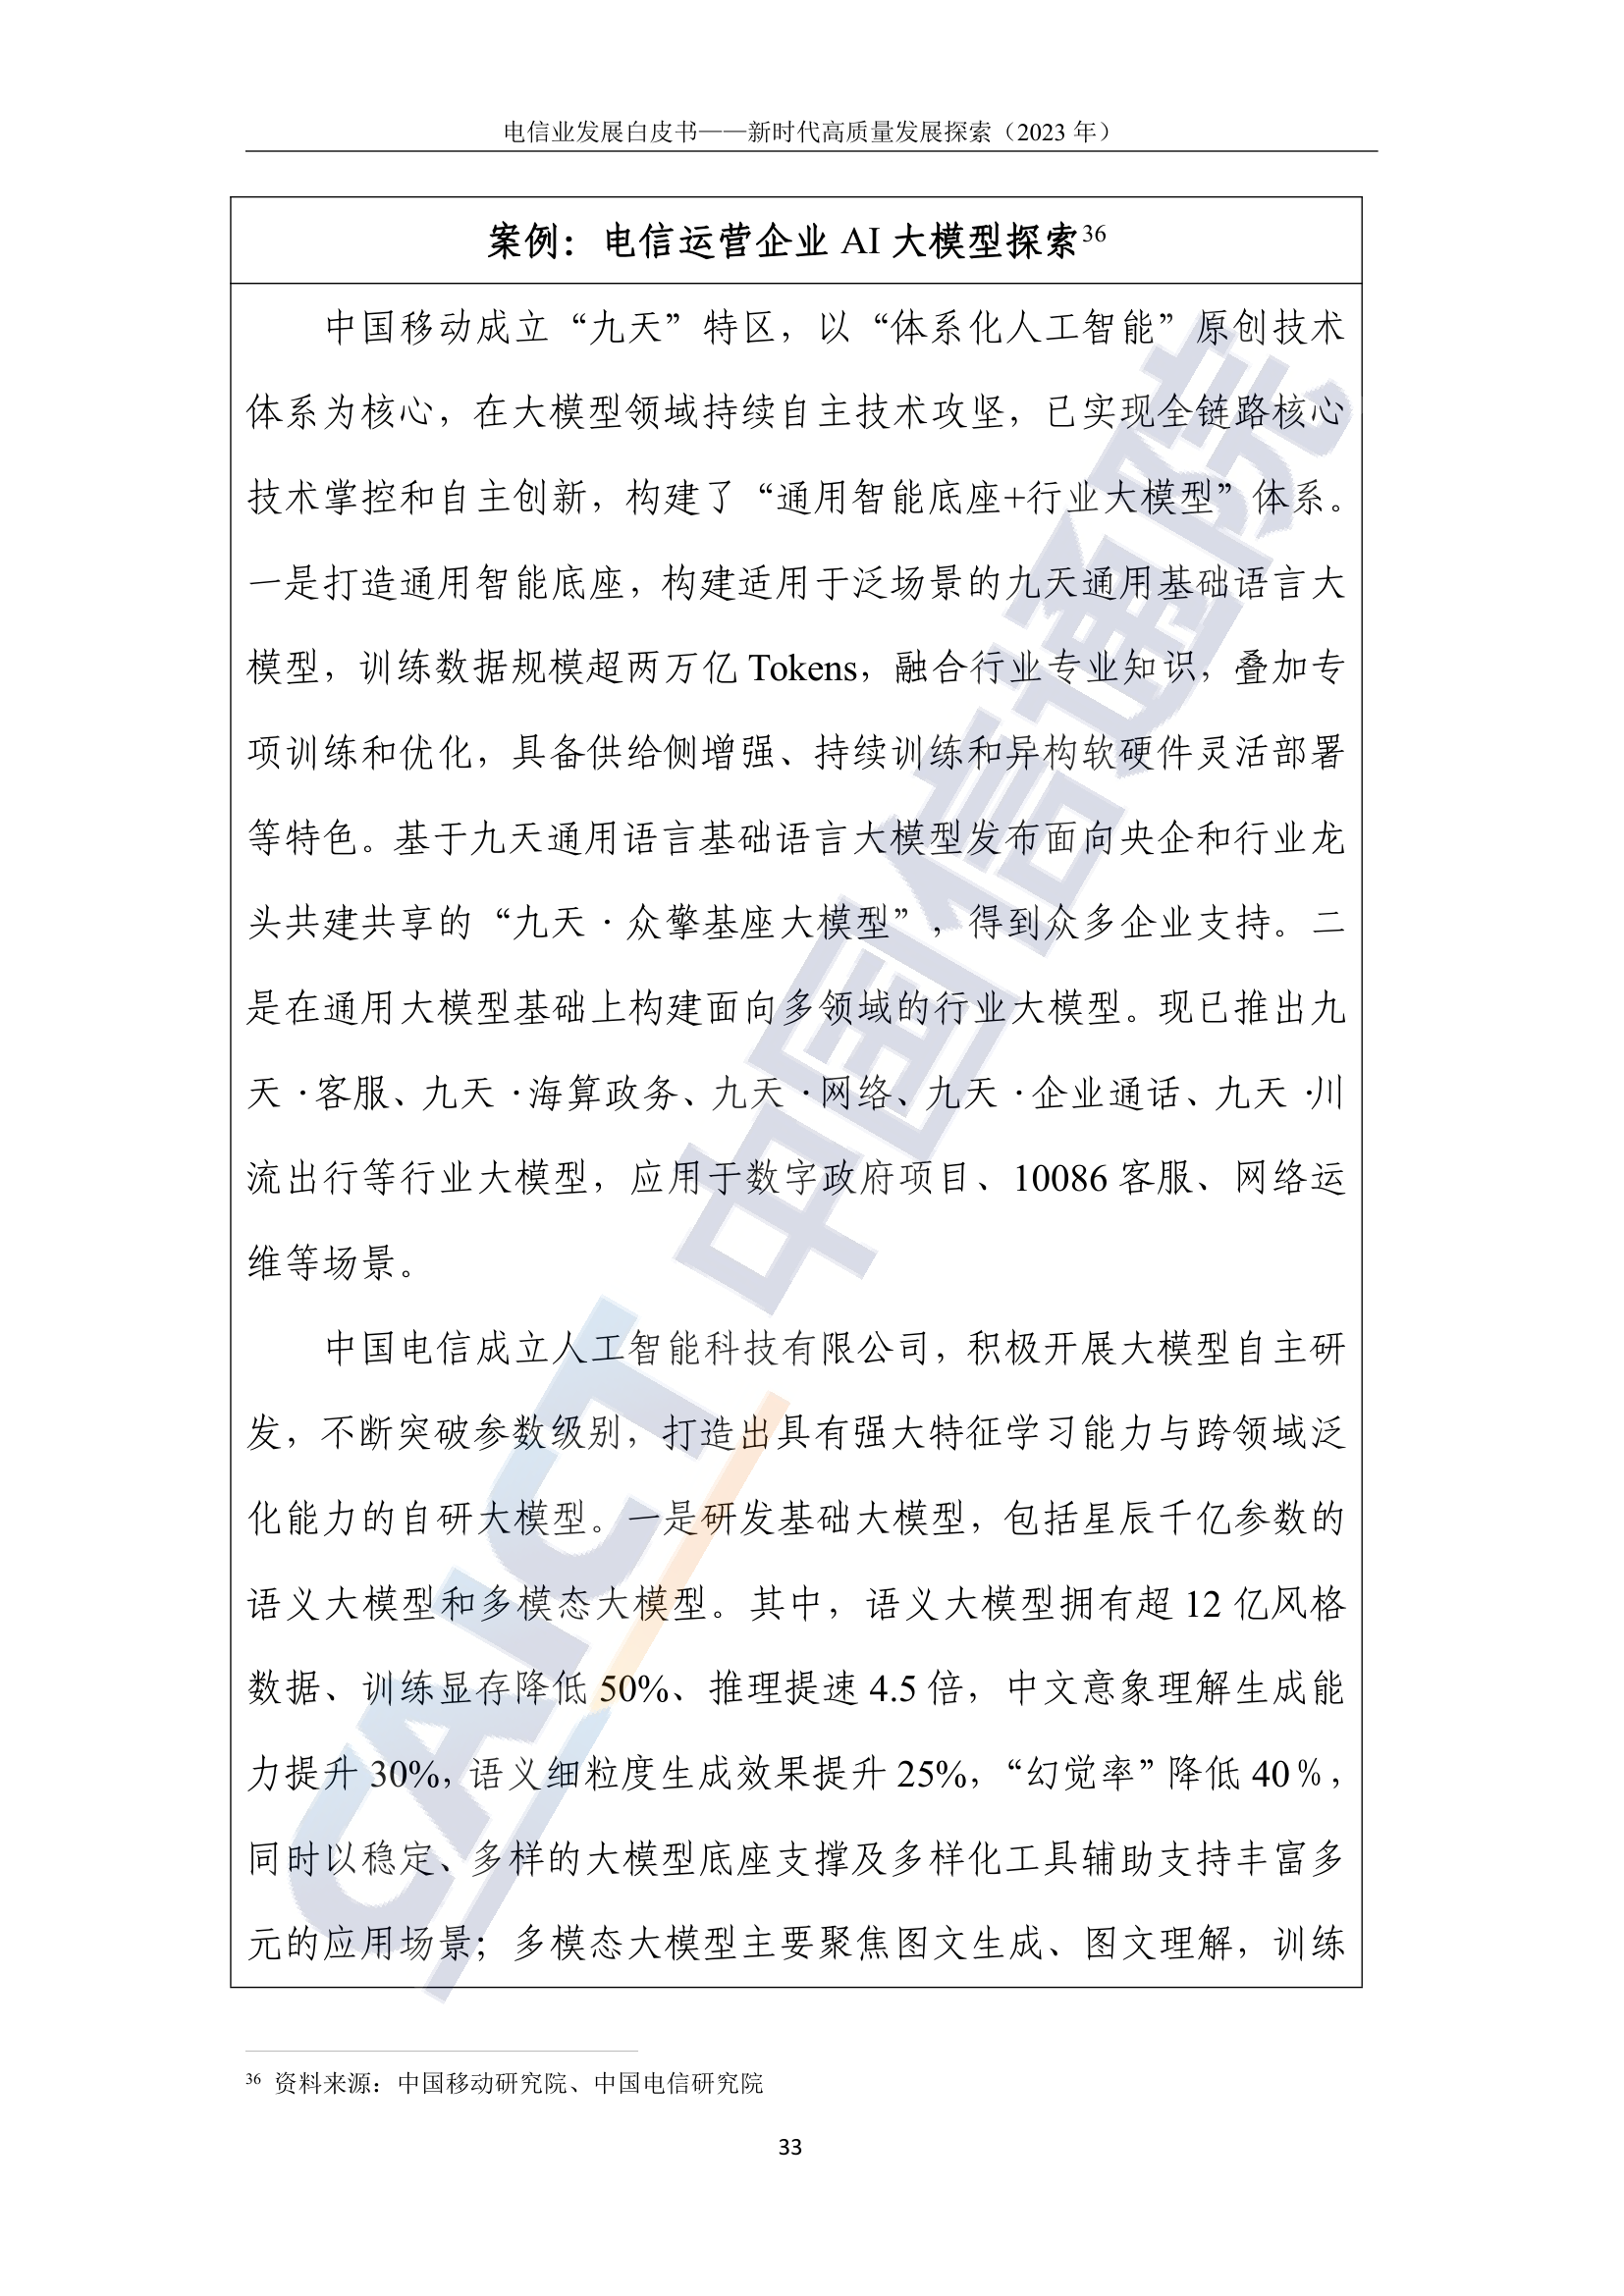 电信业发展白皮书——新时代高质量发展探索（2023 年）
案例：电信运营企业 AI 大模型探索36
中国移动成立“九天”特区，以“体系化人工智能”原创技术
体系为核心，在大模型领域持续自主技术攻坚，已实现全链路核心
技术掌控和自主创新，构建了“通用智能底座+行业大模型”体系。
一是打造通用智能底座，构建适用于泛场景的九天通用基础语言大
模型，训练数据规模超两万亿 Tokens，融合行业专业知识，叠加专
项训练和优化，具备供给侧增强、持续训练和异构软硬件灵活部署
等特色。基于九天通用语言基础语言大模型发布面向央企和行业龙
头共建共享的“九天·众擎基座大模型”，得到众多企业支持。二
是在通用大模型基础上构建面向多领域的行业大模型。现已推出九
天·客服、九天·海算政务、九天·网络、九天·企业通话、九天·川
流出行等行业大模型，应用于数字政府项目、10086 客服、网络运
维等场景。
中国电信成立人工智能科技有限公司，积极开展大模型自主研
发，不断突破参数级别，打造出具有强大特征学习能力与跨领域泛
化能力的自研大模型。一是研发基础大模型，包括星辰千亿参数的
语义大模型和多模态大模型。其中，语义大模型拥有超 12 亿风格
数据、训练显存降低 50%、推理提速 4.5 倍，中文意象理解生成能
力提升 30%，语义细粒度生成效果提升 25%，“幻觉率”降低 40％，
同时以稳定、多样的大模型底座支撑及多样化工具辅助支持丰富多
元的应用场景；多模态大模型主要聚焦图文生成、图文理解，训练
36 资料来源：中国移动研究院、中国电信研究院
33
CAICT 中国信通院